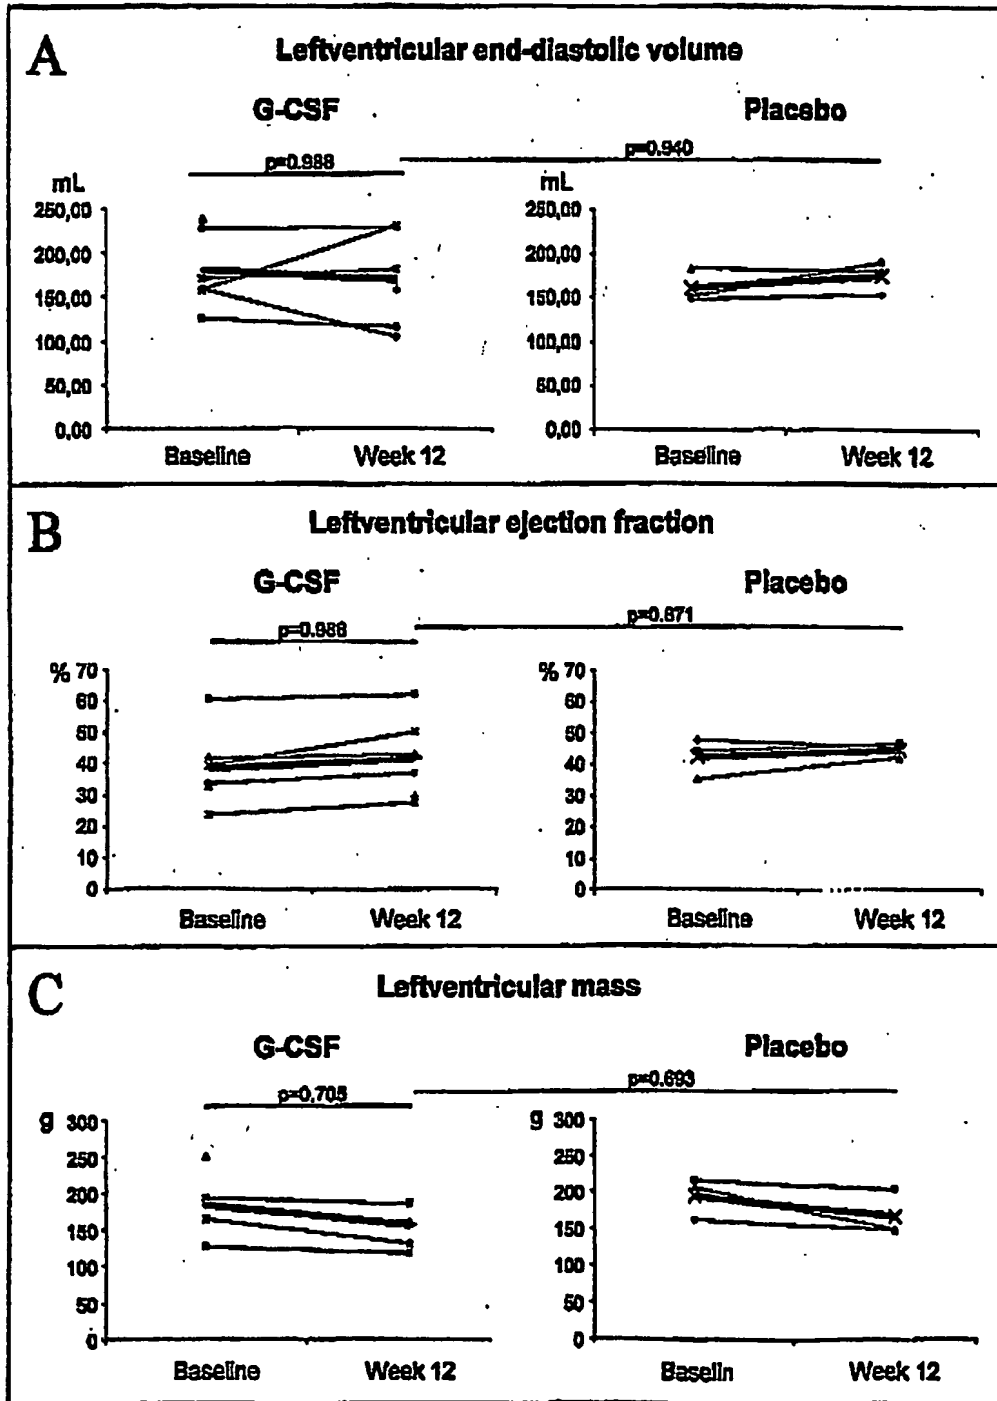 A
Leftventricular end-diastolic volume
G-CSF Placebo
p=0.988 p=0.940
mL mL
250,00 250,00
200,00 200,00
150,00 150,00
100,00 100,00
50,00 50,00
0,00 0,00
Baseline Week 12 Baseline Week 12
B
Leftventricular ejection fraction
G-CSF Placebo
p=0.988 p=0.871
% 70 % 70
60 60
50 50
40 40
30 30
20 20
10 10
0 0
Baseline Week 12 Baseline Week 12
C
Leftventricular mass
G-CSF Placebo
p=0.705 p=0.693
g 300 g 300
250 250
200 200
150 150
100 100
50 50
0 0
Baseline Week 12 Baselin Week 12